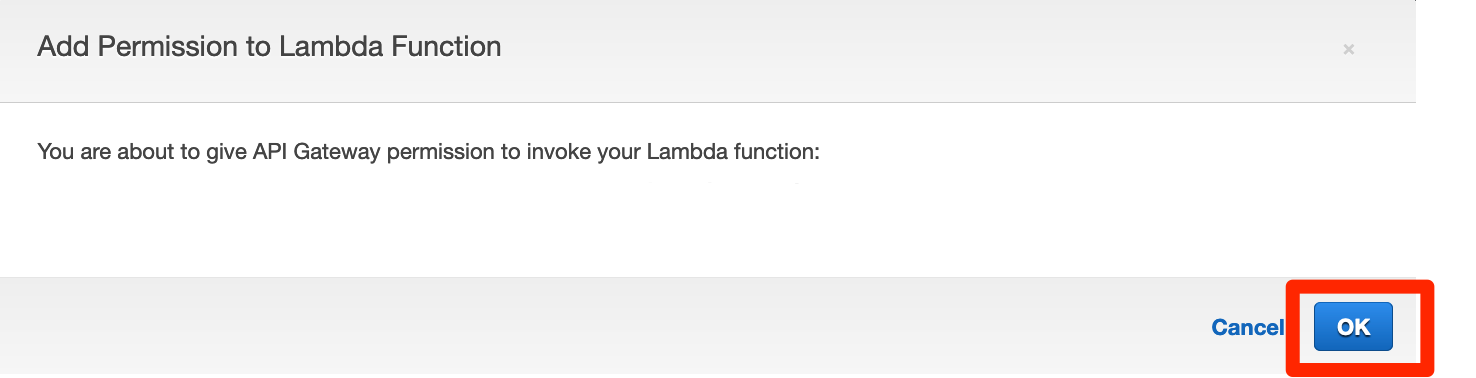 Add Permission to Lambda Function
×
You are about to give API Gateway permission to invoke your Lambda function:
Cancel
OK